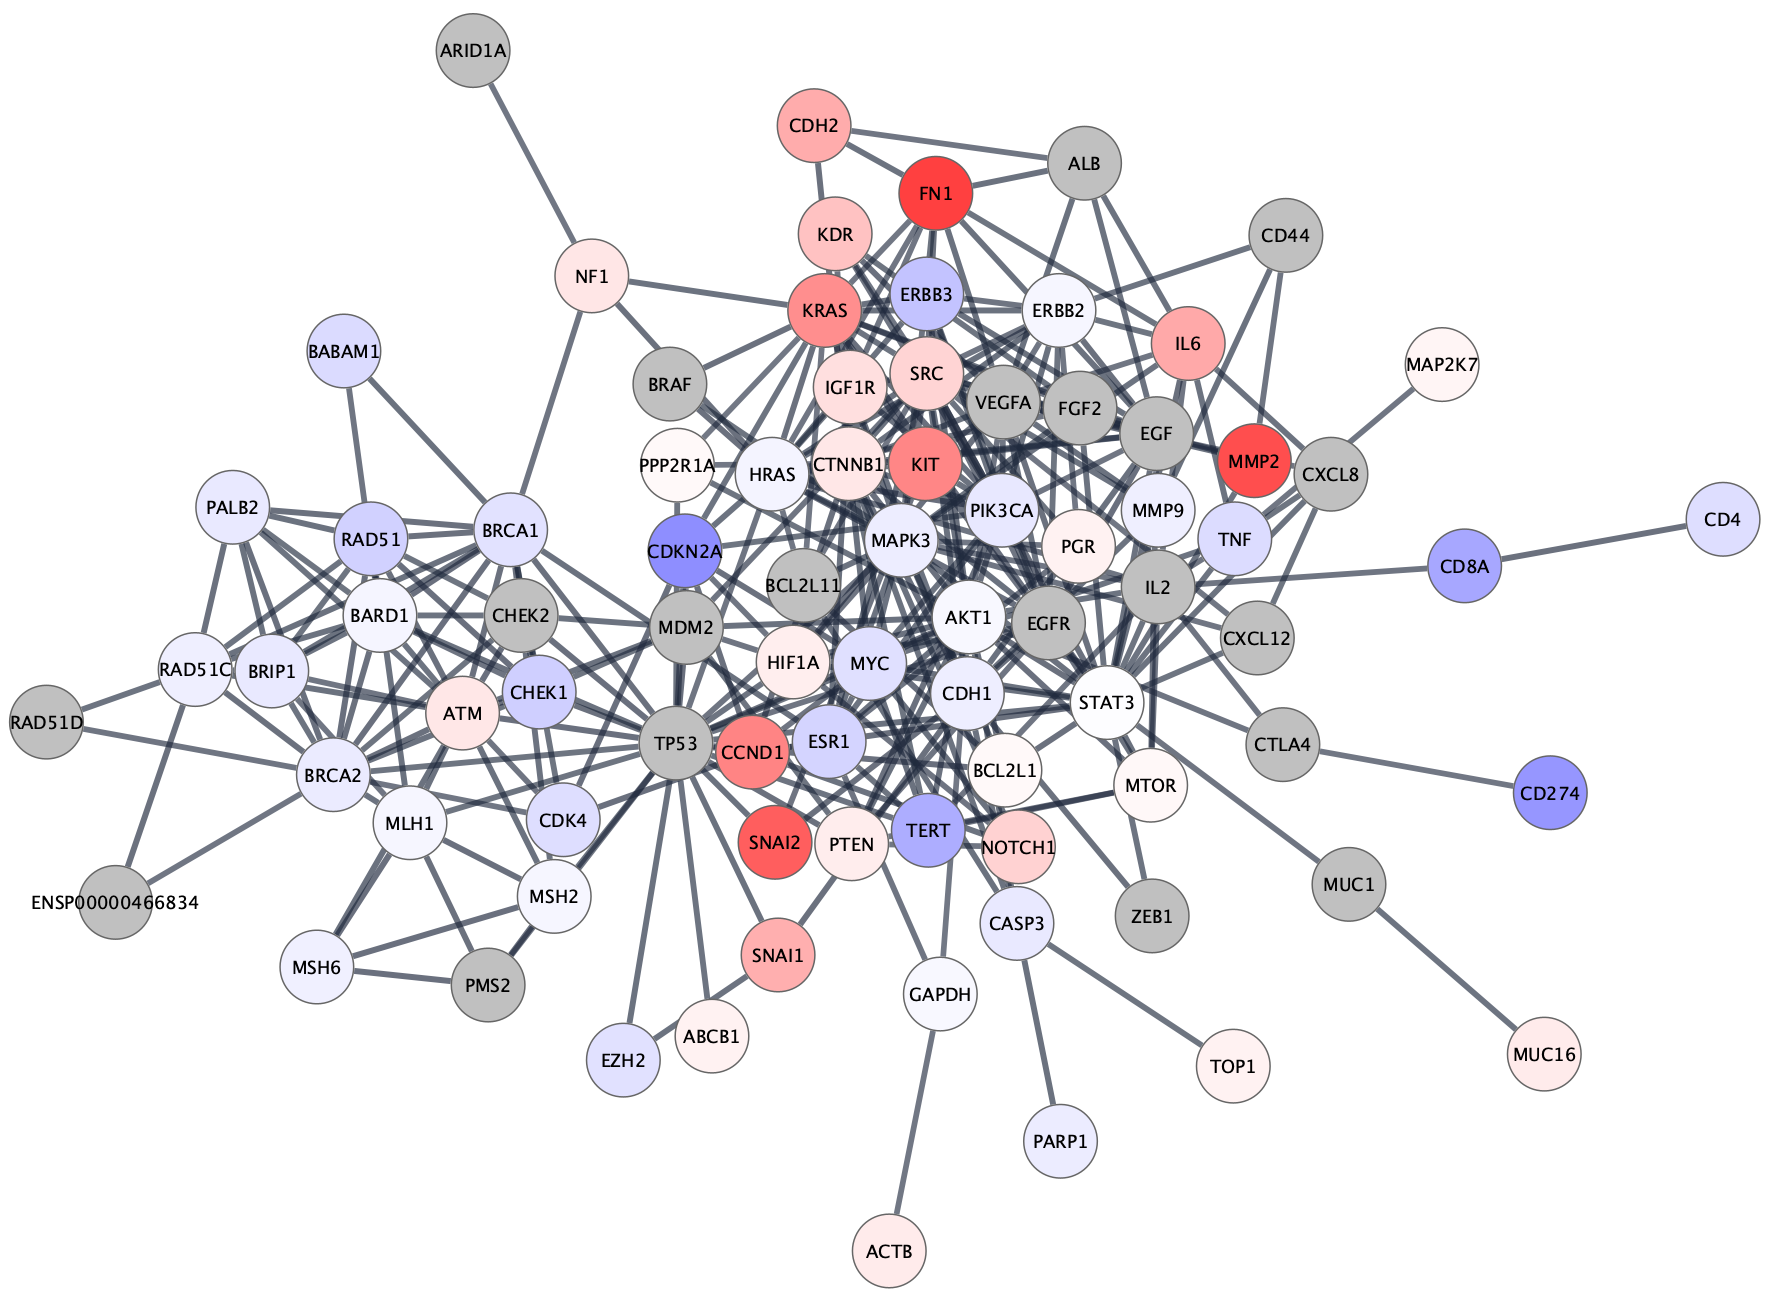 ARID1A
CDH2
ALB
FN1
KDR
CD44
NF1
ERBB3
KRAS
ERBB2
IL6
BABAM1
MAP2K7
BRAF
IGF1R
SRC
VEGFA
FGF2
EGF
PPP2R1A
HRAS
CTNNB1
KIT
MMP2
CXCL8
PALB2
RAD51
BRCA1
PIK3CA
MMP9
CD4
CDKN2A
MAPK3
PGR
TNF
CD8A
BCL2L11
IL2
BARD1
CHEK2
MDM2
AKT1
EGFR
CXCL12
RAD51C
BRIP1
HIF1A
MYC
CHEK1
CDH1
STAT3
RAD51D
ATM
TP53
CCND1
ESR1
CTLA4
BRCA2
BCL2L1
MTOR
CD274
MLH1
CDK4
SNAI2
PTEN
TERT
NOTCH1
ENSP00000466834
MSH2
MUC1
CASP3
ZEB1
MSH6
PMS2
SNAI1
GAPDH
EZH2
ABCB1
TOP1
MUC16
PARP1
ACTB